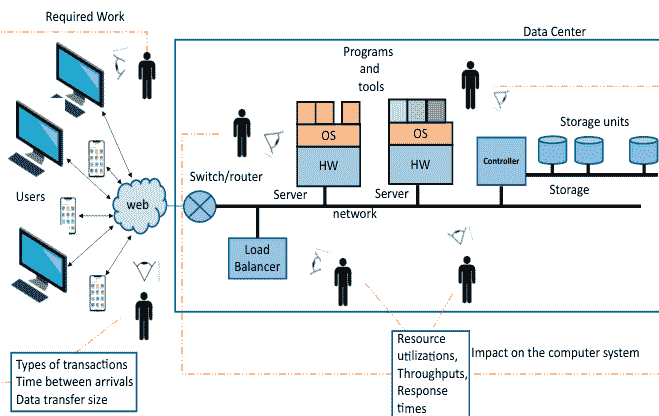 Required Work
Data Center
Programs
and
tools
Storage units
OS
OS
HW
HW
Controller
Switch/router
Users
web
Server
Server
Storage
network
Load
Balancer
Types of transactions
Time between arrivals
Data transfer size
Resource
utilizations,
Throughputs,
Response
times
Impact on the computer system